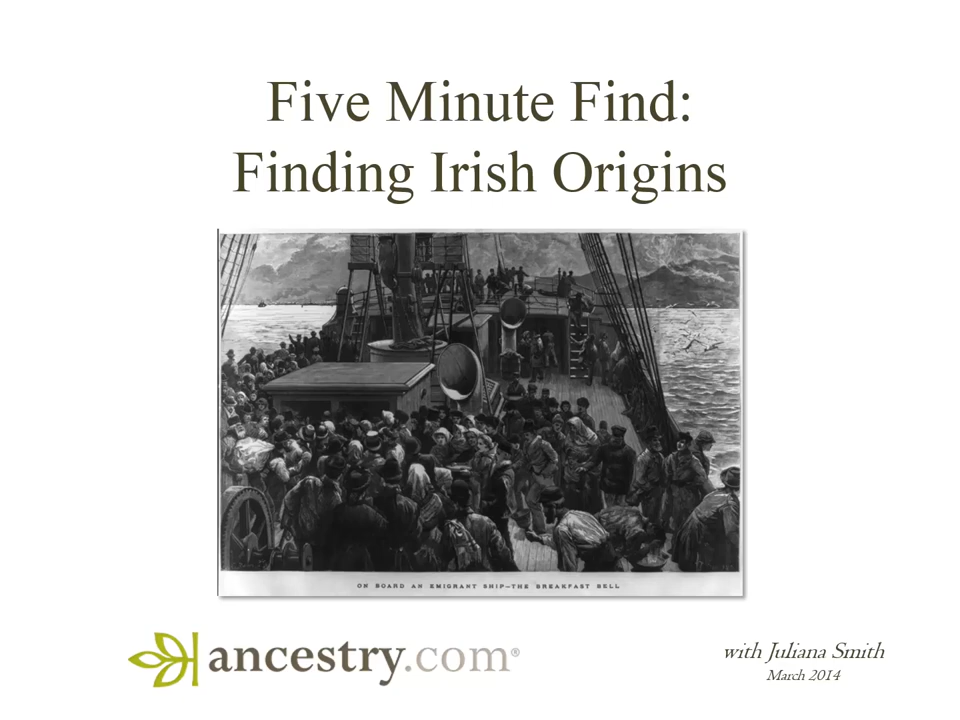 Five Minute Find:
Finding Irish Origins
ON BOARD AN EMIGRANT SHIP—THE BREAKFAST BELL
ancestry.com®
with Juliana Smith
March 2014